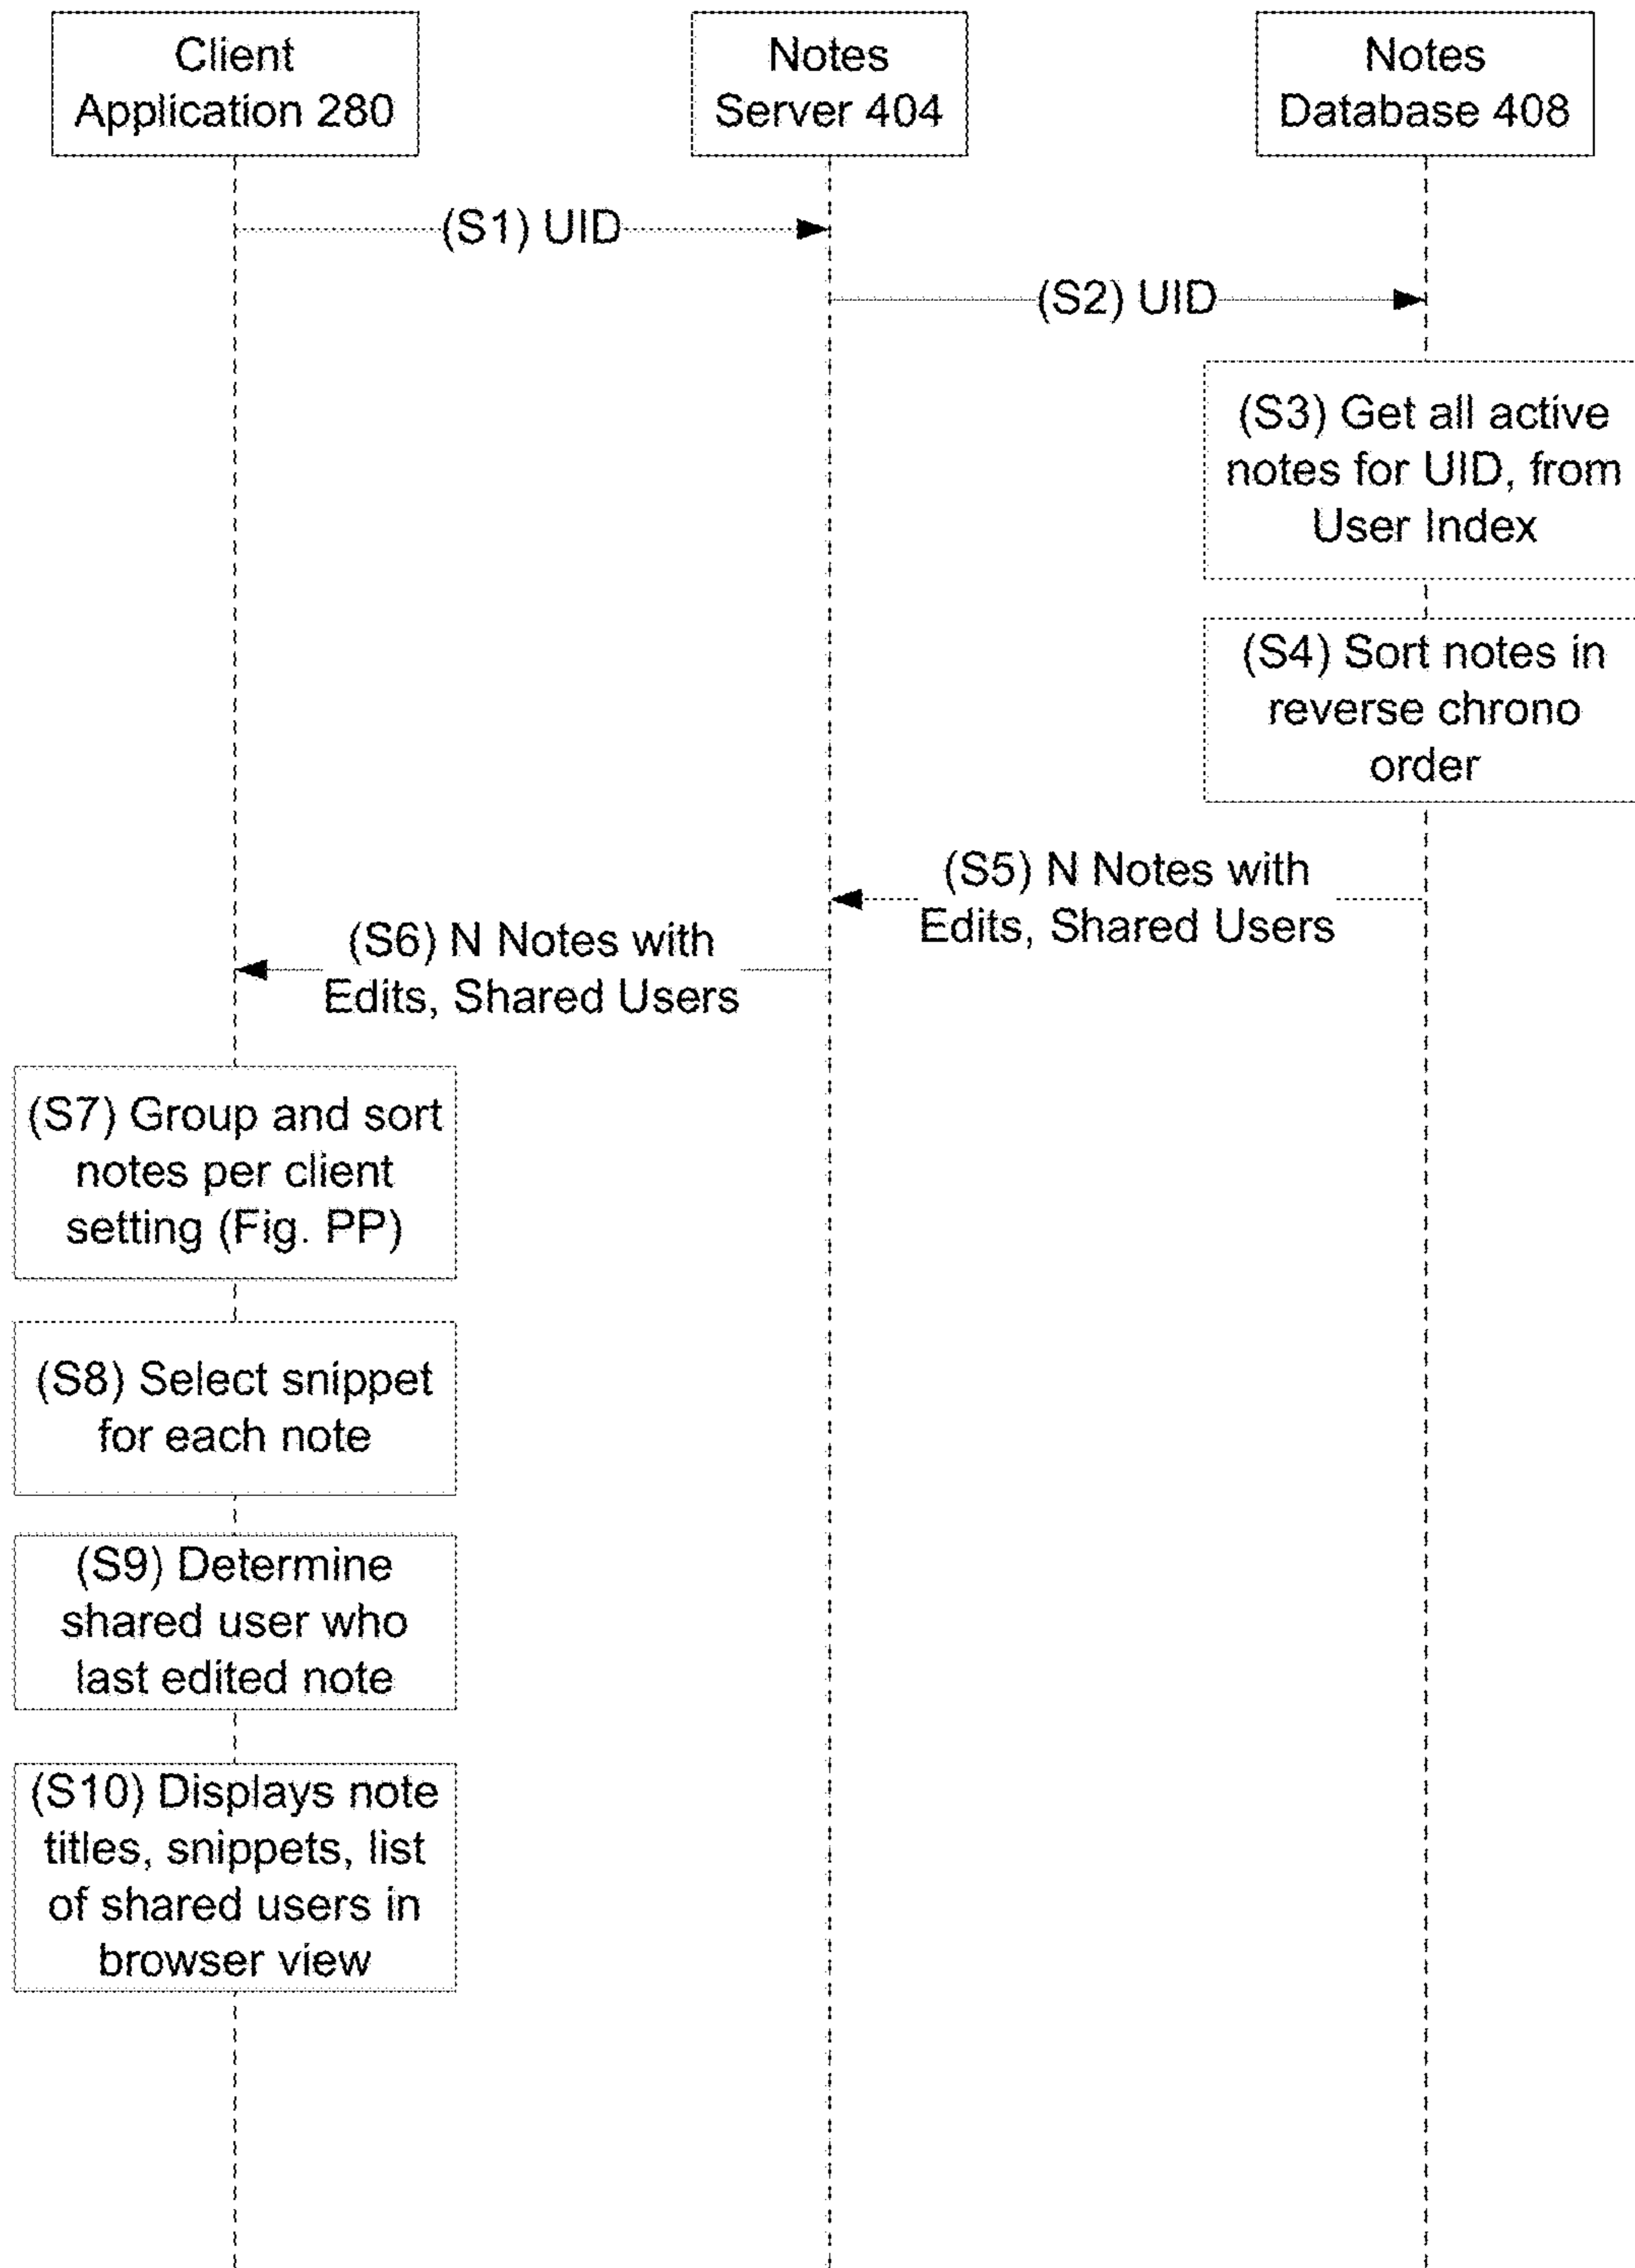 Client
Application 280
Notes
Server 404
Notes
Database 408
(S1) UID
(S2) UID
(S3) Get all active
notes for UID, from
User Index
(S4) Sort notes in
reverse chrono
order
(S5) N Notes with
Edits, Shared Users
(S6) N Notes with
Edits, Shared Users
(S7) Group and sort
notes per client
setting (Fig. PP)
(S8) Select snippet
for each note
(S9) Determine
shared user who
last edited note
(S10) Displays note
titles, snippets, list
of shared users in
browser view